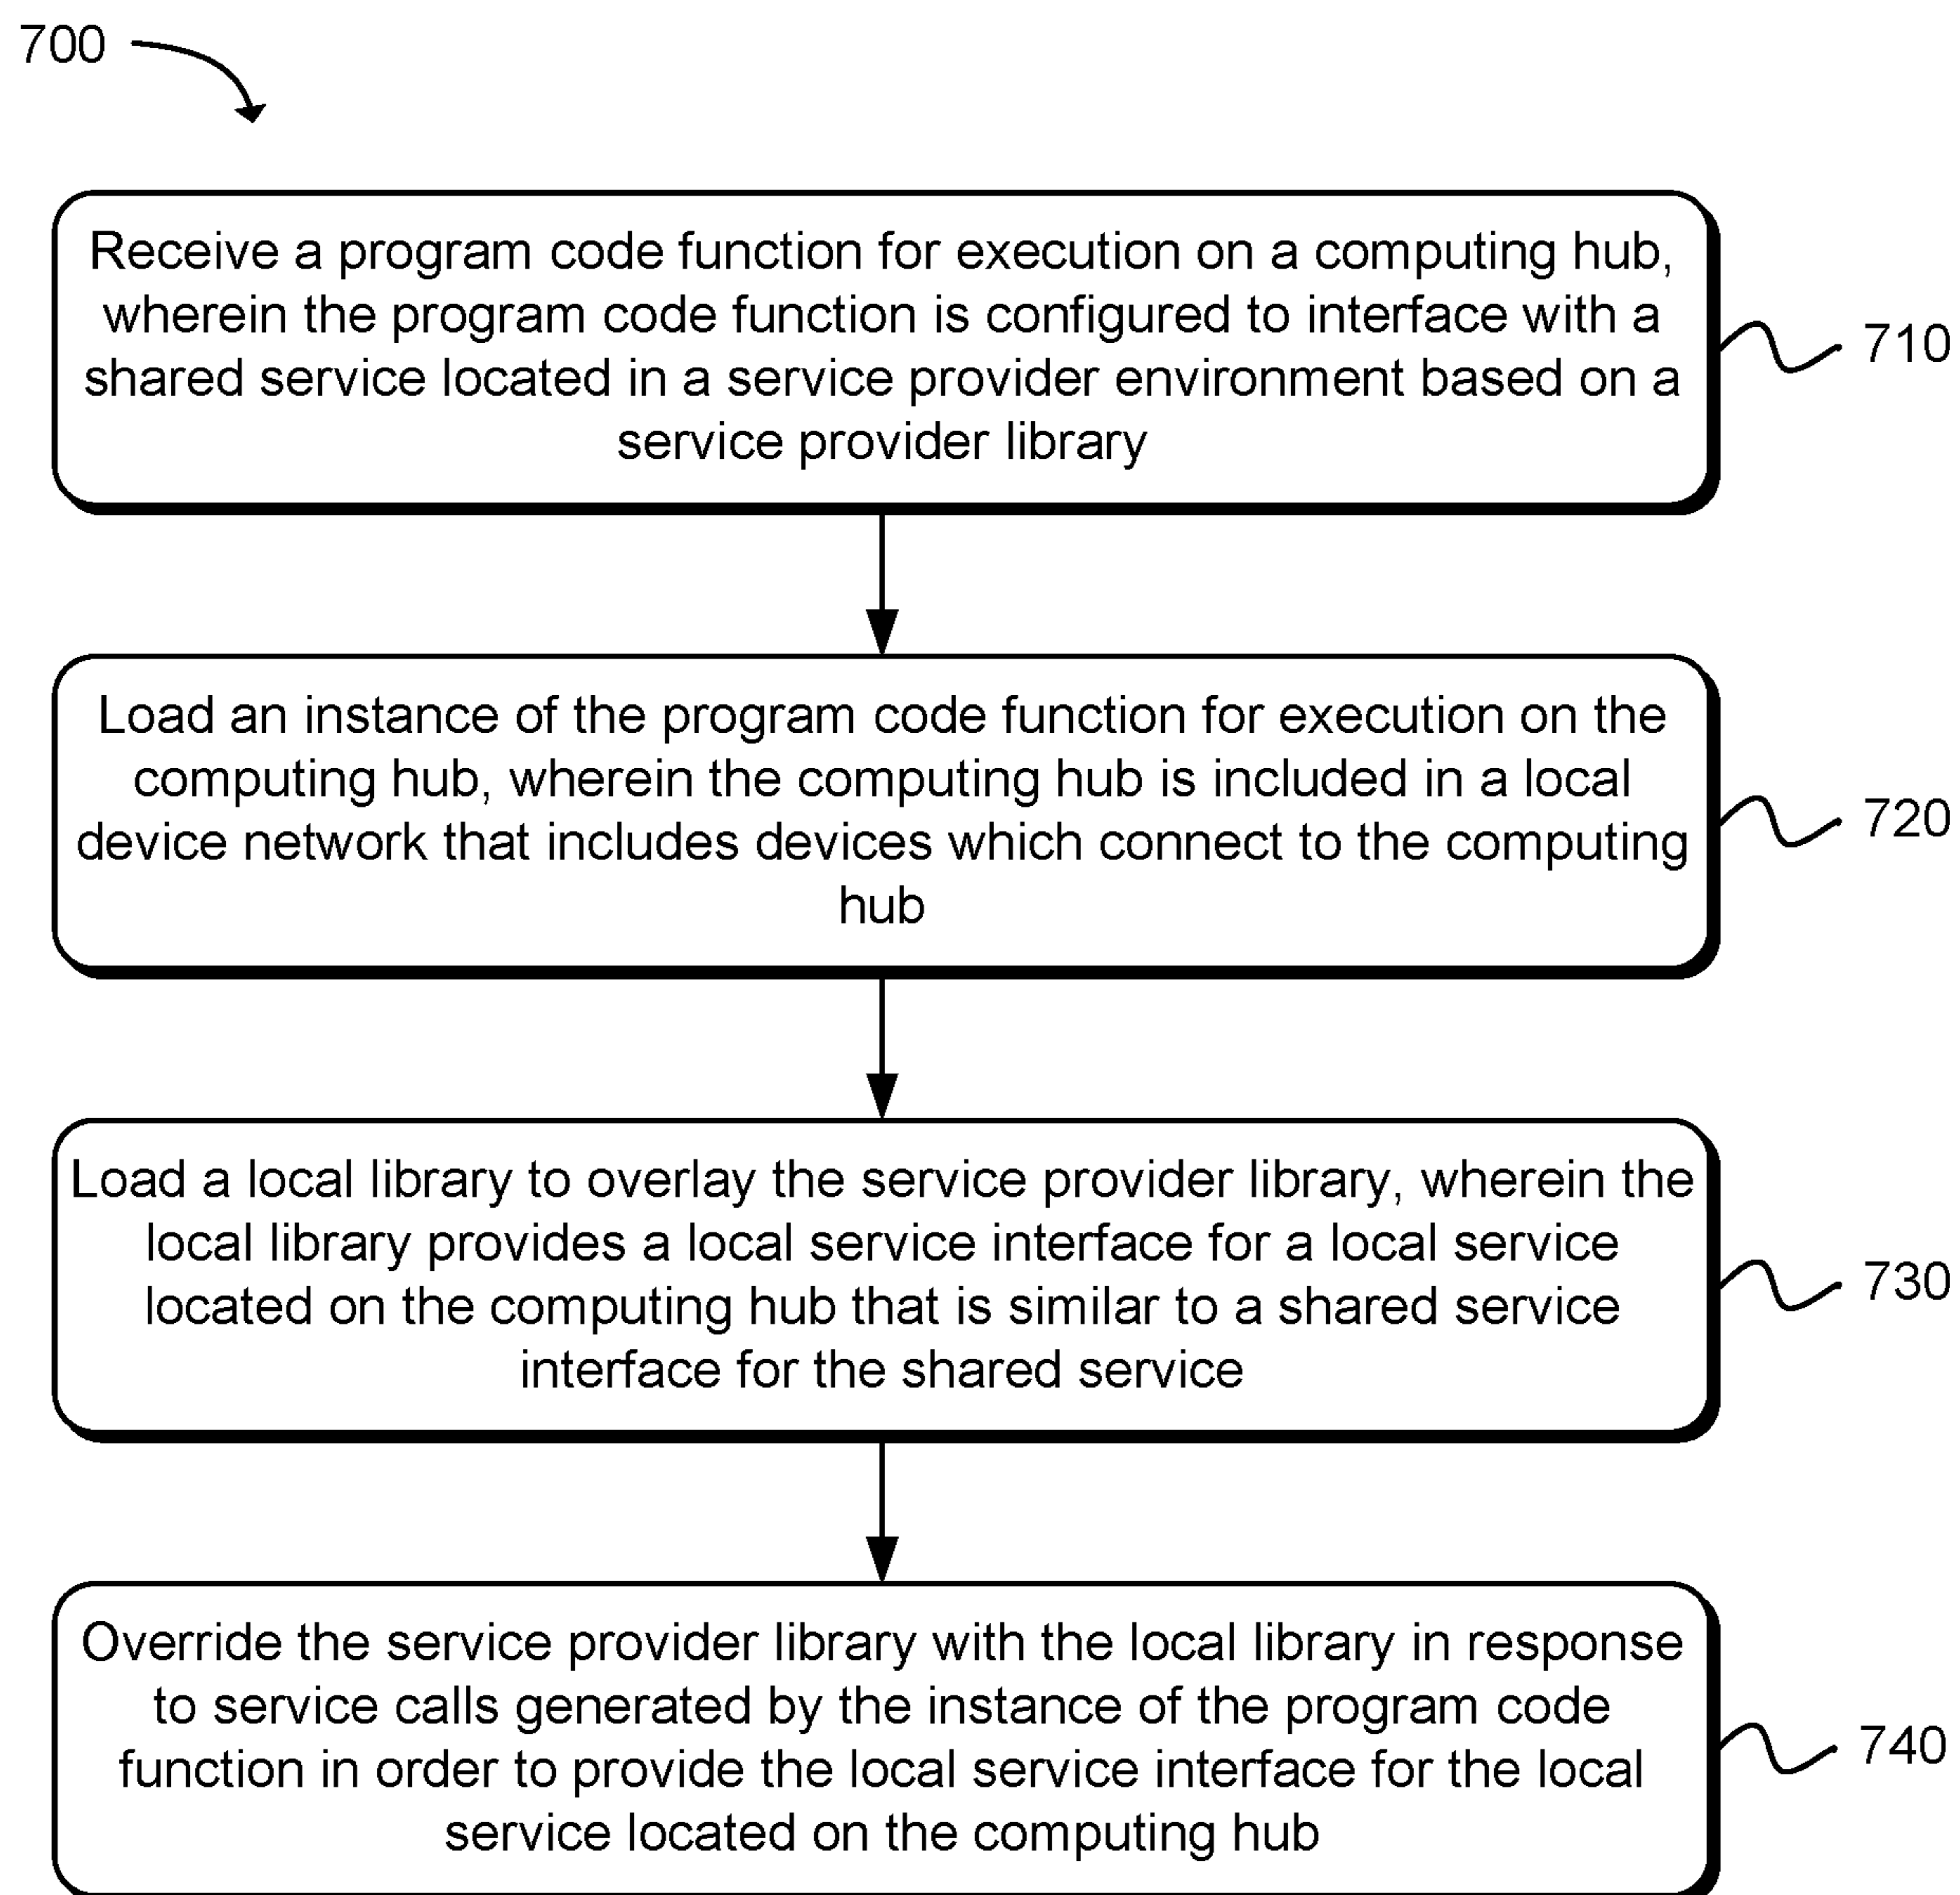 700
Receive a program code function for execution on a computing hub,
wherein the program code function is configured to interface with a
shared service located in a service provider environment based on a
service provider library
710
Load an instance of the program code function for execution on the
computing hub, wherein the computing hub is included in a local
device network that includes devices which connect to the computing
hub
720
Load a local library to overlay the service provider library, wherein the
local library provides a local service interface for a local service
located on the computing hub that is similar to a shared service
interface for the shared service
730
Override the service provider library with the local library in response
to service calls generated by the instance of the program code
function in order to provide the local service interface for the local
service located on the computing hub
740